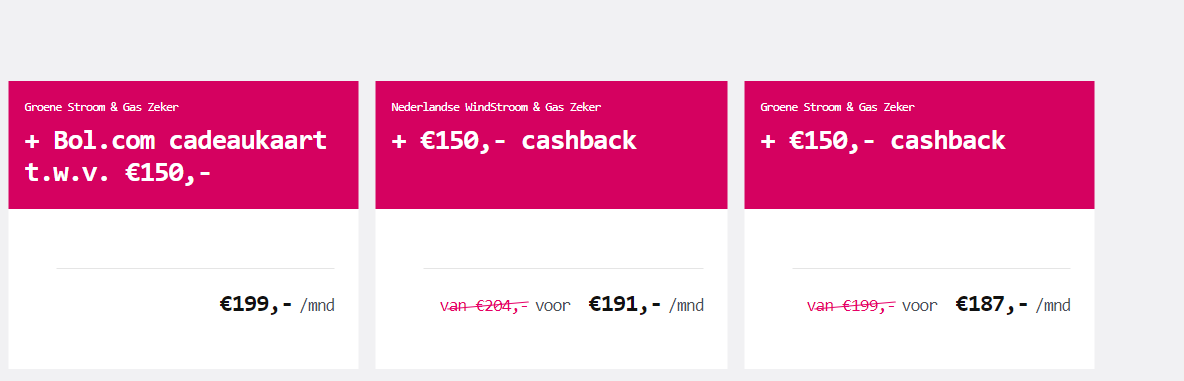 Groene Stroom & Gas Zeker
+ Bol.com cadeaukaart
t.w.v. €150,-
€199,- /mnd
Nederlandse WindStroom & Gas Zeker
+ €150,- cashback
van €204,- voor €191,- /mnd
Groene Stroom & Gas Zeker
+ €150,- cashback
van €199,- voor €187,- /mnd